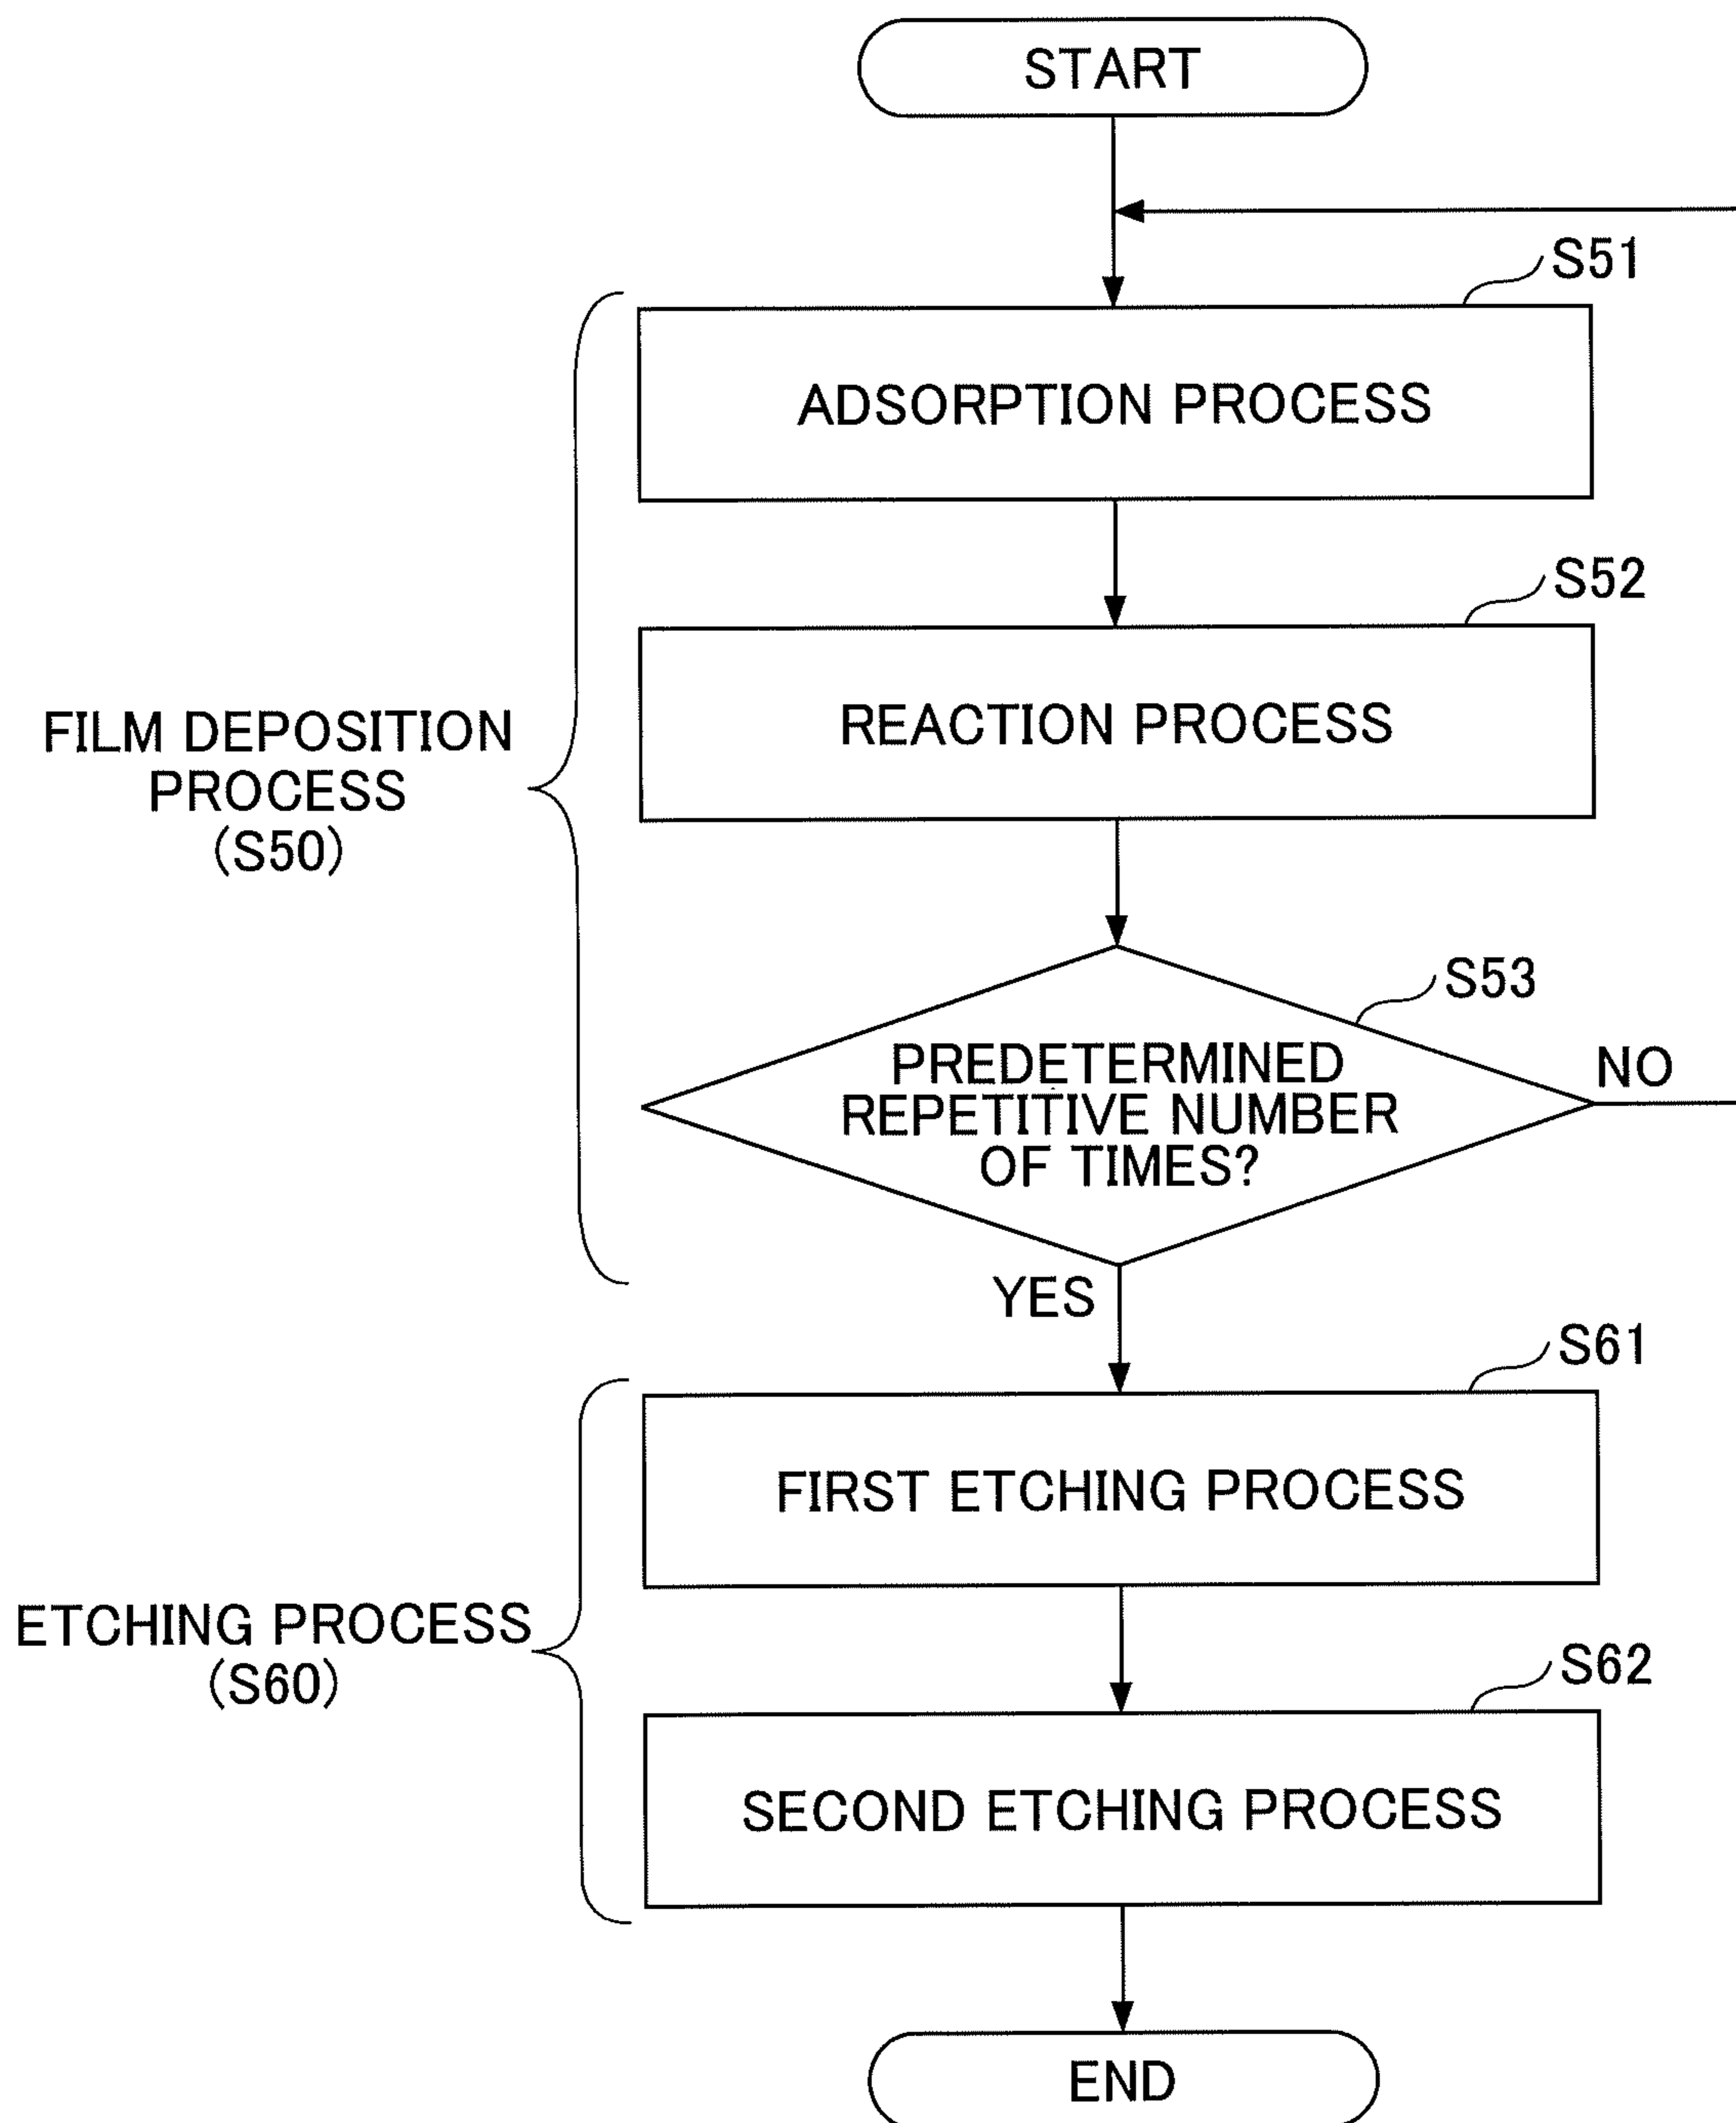 START
S51
ADSORPTION PROCESS
S52
REACTION PROCESS
FILM DEPOSITION
PROCESS
(S50)
S53
PREDETERMINED
REPETITIVE NUMBER
OF TIMES?
NO
YES
S61
FIRST ETCHING PROCESS
ETCHING PROCESS
(S60)
S62
SECOND ETCHING PROCESS
END